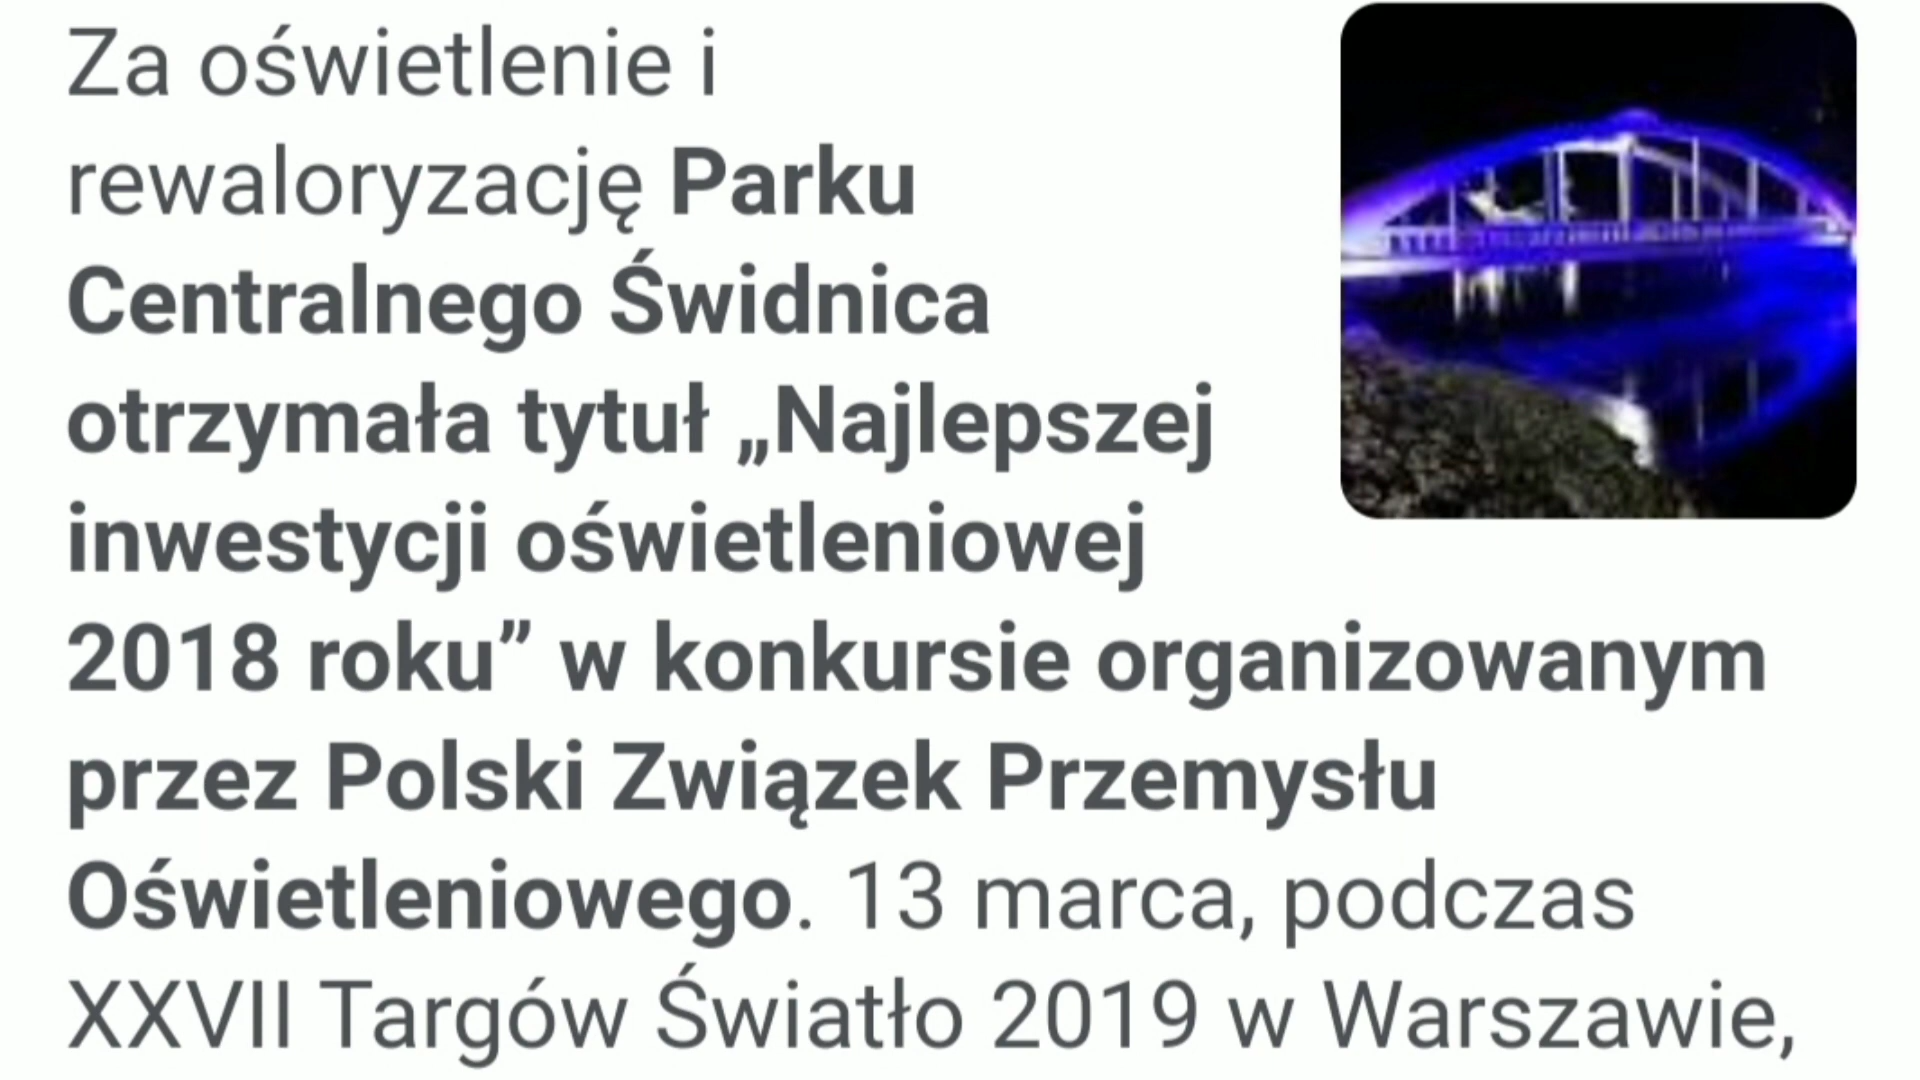 Za oświetlenie i
rewaloryzację Parku
Centralnego Świdnica
otrzymała tytuł „Najlepszej
inwestycji oświetleniowej
2018 roku” w konkursie organizowanym
przez Polski Związek Przemysłu
Oświetleniowego. 13 marca, podczas
XXVII Targów Światło 2019 w Warszawie,